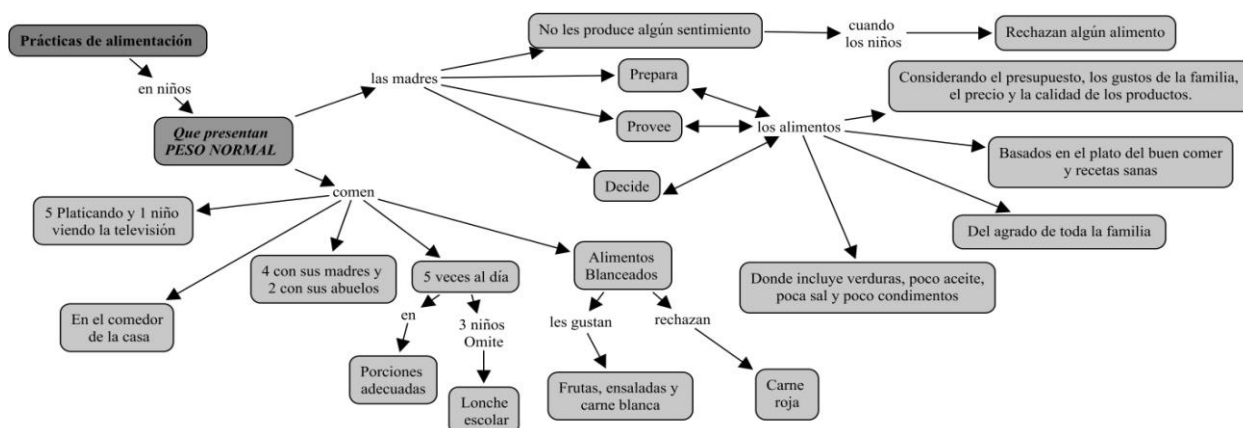 Prácticas de alimentación
en niños
Que presentan
PESO NORMAL
las madres
No les produce algún sentimiento
cuando
los niños
Rechazan algún alimento
Prepara
Provee
Decide
los alimentos
Considerando el presupuesto, los gustos de la familia,
el precio y la calidad de los productos.
Basados en el plato del buen comer
y recetas sanas
Del agrado de toda la familia
Donde incluye verduras, poco aceite,
poca sal y poco condimentos
comen
5 Platicando y 1 niño
viendo la televisión
En el comedor
de la casa
4 con sus madres y
2 con sus abuelos
5 veces al día
en
Porciones
adecuadas
3 niños
Omite
Lonche
escolar
Alimentos
Blanceados
les gustan
Frutas, ensaladas y
carne blanca
rechazan
Carne
roja